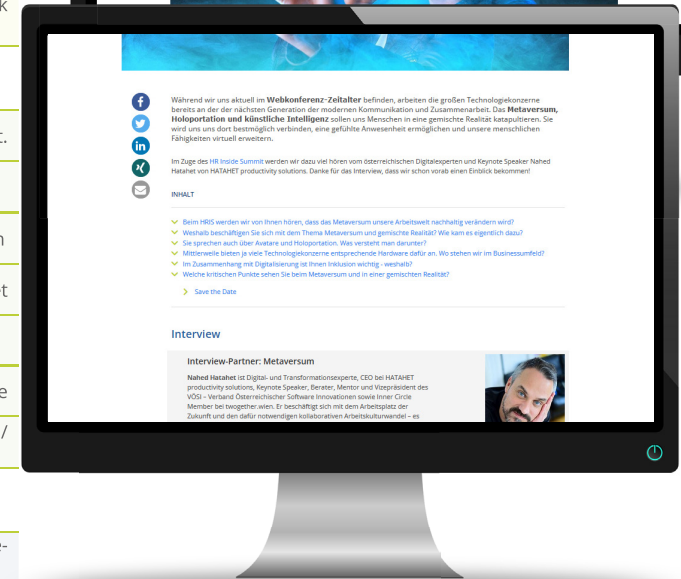 k
Während wir uns aktuell im Webkonferenz-Zeitalter befinden, arbeiten die großen Technologiekonzerne
bereits an der der nächsten Generation der modernen Kommunikation und Zusammenarbeit. Das Metaversum,
Holoportation und künstliche Intelligenz sollen uns Menschen in eine gemischte Realität katapultieren. Sie
wird uns uns dort bestmöglich verbinden, eine gefühlte Anwesenheit ermöglichen und unsere menschlichen
Fähigkeiten virtuell erweitern.
t.
Im Zuge des HR Inside Summit werden wir dazu viel hören vom österreichischen Digitalexperten und Keynote Speaker Nahed
Hatahet von HATAHET productivity solutions. Danke für das Interview, dass wir schon vorab einen Einblick bekommen!
INHALT
Beim HRIS werden wir von Ihnen hören, dass das Metaversum unsere Arbeitswelt nachhaltig verändern wird?
Weshalb beschäftigen Sie sich mit dem Thema Metaversum und gemischte Realität? Wie kam es eigentlich dazu?
n
Sie sprechen auch über Avatare und Holoportation. Was versteht man darunter?
Mittlerweile bieten ja viele Technologiekonzerne entsprechende Hardware dafür an. Wo stehen wir im Businessumfeld?
Im Zusammenhang mit Digitalisierung ist Ihnen Inklusion wichtig - weshalb?
Welche kritischen Punkte sehen Sie beim Metaversum und in einer gemischten Realität?
et
Save the Date
Interview
Interview-Partner: Metaversum
Nahed Hatahet ist Digital- und Transformationsexperte, CEO bei HATAHET
productivity solutions, Keynote Speaker, Berater, Mentor und Vizepräsident des
e
VÖSI – Verband Österreichischer Software Innovationen sowie Inner Circle
Member bei twogether.wien. Er beschäftigt sich mit dem Arbeitsplatz der
Zukunft und den dafür notwendigen kollaborativen Arbeitskulturwandel – es
/
e-